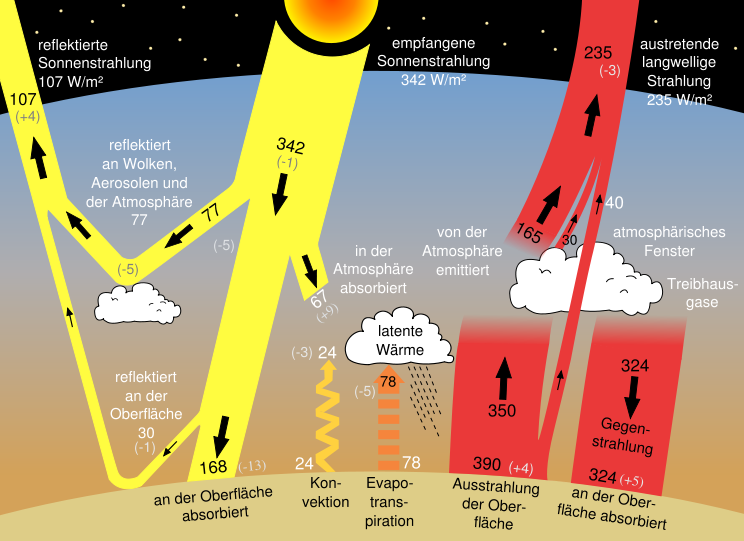 reflektierte
Sonnenstrahlung
107 W/m²
empfangene
Sonnenstrahlung
342 W/m²
235
(-3)
austretende
langwellige
Strahlung
235 W/m²
107
(+4)
reflektiert
an Wolken,
Aerosolen und
der Atmosphäre
77
342
(-1)
77
(-5)
(-5)
67
(+9)
in der
Atmosphäre
absorbiert
von der
Atmosphäre
emittiert
165
30
40
atmosphärisches
Fenster
Treibhaus-
gase
latente
Wärme
(-3) 24
(-5)
78
reflektiert
an der
Oberfläche
30
(-1)
350
324
Gegen-
strahlung
168 (-13)
24
78
390 (+4)
324 (+5)
an der Oberfläche
absorbiert
Kon-
vektion
Evapo-
trans-
piration
Ausstrahlung
der Ober-
fläche
an der Ober-
fläche absorbiert